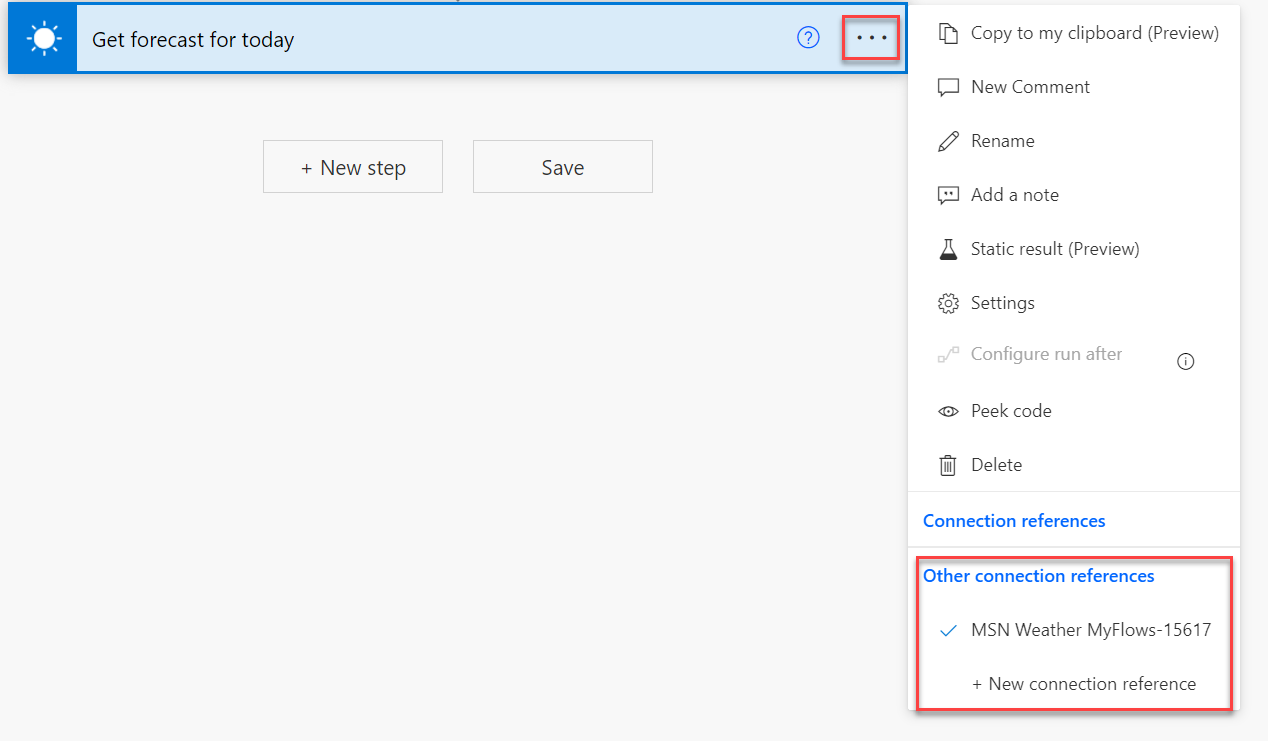 Get forecast for today
+ New step
Save
Copy to my clipboard (Preview)
New Comment
Rename
Add a note
Static result (Preview)
Settings
Configure run after
Peek code
Delete
Connection references
Other connection references
MSN Weather MyFlows-15617
+ New connection reference